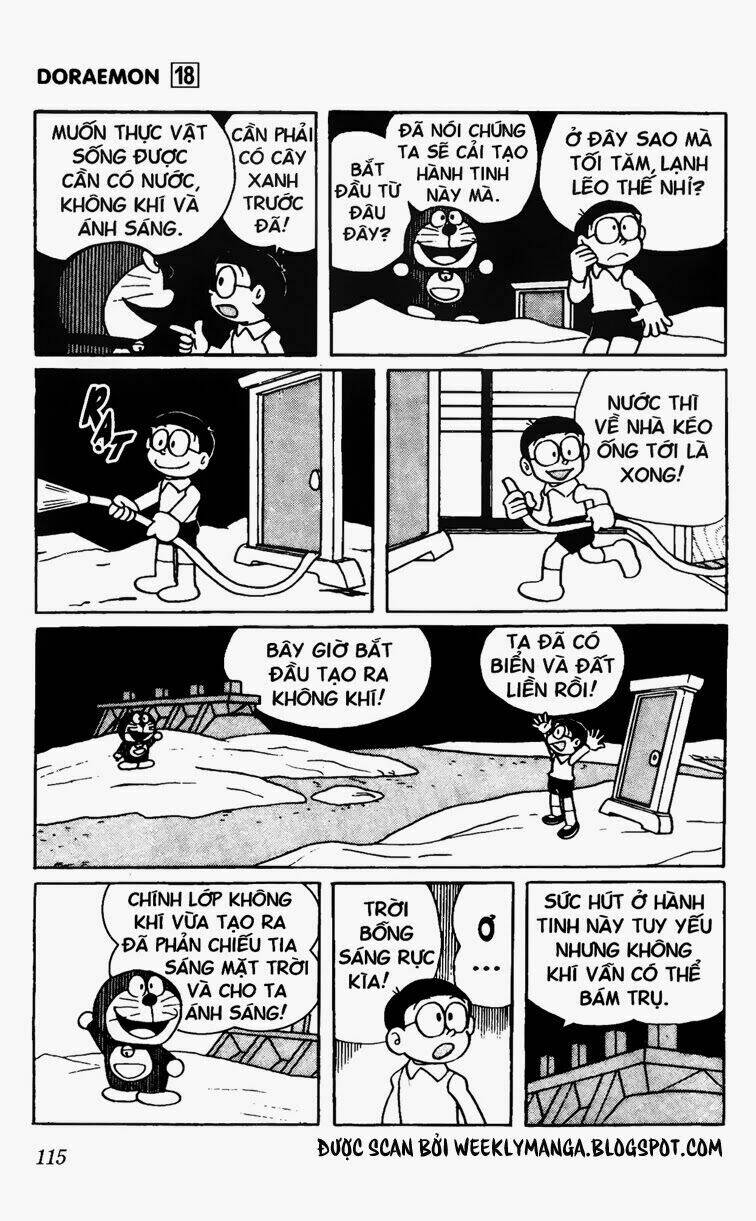 DORAEMON 18
Ở ĐÂY SAO MÀ
TỐI TĂM, LẠNH
LẼO THẾ NHỈ?
ĐÃ NÓI CHÚNG
TA SẼ CẢI TẠO
HÀNH TINH
NÀY MÀ.
BẮT
ĐẦU TỪ
ĐÂU
ĐÂY?
CẦN PHẢI
CÓ CÂY
XANH
TRƯỚC
ĐÃ!
MUỐN THỰC VẬT
SỐNG ĐƯỢC
CẦN CÓ NƯỚC,
KHÔNG KHÍ VÀ
ÁNH SÁNG.
NƯỚC THÌ
VỀ NHÀ KÉO
ỐNG TỚI LÀ
XONG!
RẠT
TA ĐÃ CÓ
BIỂN VÀ ĐẤT
LIỀN RỒI!
BÂY GIỜ BẮT
ĐẦU TẠO RA
KHÔNG KHÍ!
SỨC HÚT Ở HÀNH
TINH NÀY TUY YẾU
NHƯNG KHÔNG
KHÍ VẪN CÓ THỂ
BÁM TRỤ.
Ơ
...
TRỜI
BỖNG
SÁNG RỰC
KÌA!
CHÍNH LỚP KHÔNG
KHÍ VỪA TẠO RA
ĐÃ PHẢN CHIẾU TIA
SÁNG MẶT TRỜI
VÀ CHO TA
ÁNH SÁNG!
115
ĐƯỢC SCAN BỞI WEEKLYMANGA.BLOGSPOT.COM